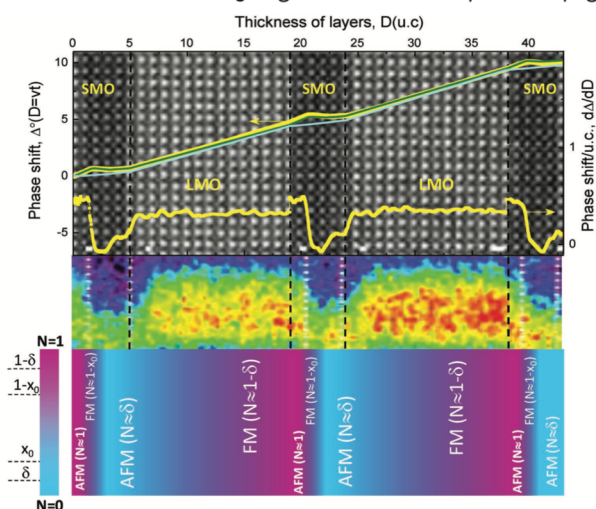 Thickness of layers, D(u.c)
0 5 10 15 20 25 30 35 40
10
5
0
-5
Phase shift, Δ°(D=vt)
SMO
SMO
SMO
LMO
LMO
1
0
Phase shift/u.c., dΔ/dD
N=1
1-δ
1-x₀
x₀
δ
N=0
AFM (N≈1)
FM (N≈1-x₀)
AFM (N≈δ)
FM (N≈1-δ)
AFM (N≈1)
FM (N≈1-x₀)
AFM (N≈δ)
FM (N≈1-δ)
AFM (N≈1)
FM (N≈1-x₀)
AFM (N≈δ)